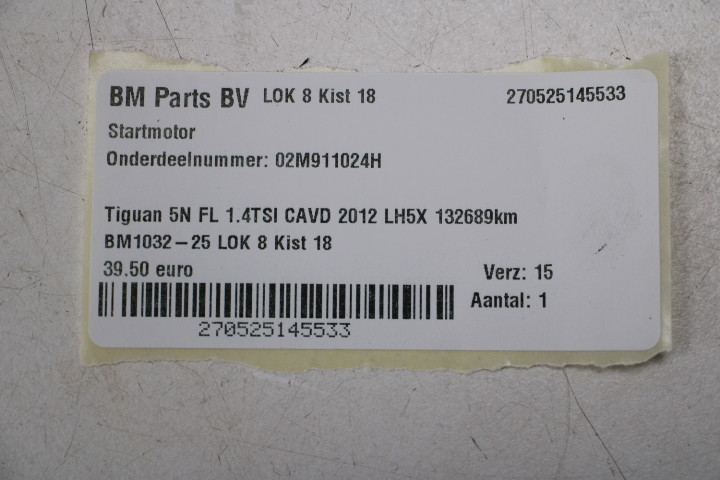 BM Parts BV LOK 8 Kist 18 270525145533
Startmotor
Onderdeelnummer: 02M911024H
Tiguan 5N FL 1.4TSI CAVD 2012 LH5X 132689km
BM1032-25 LOK 8 Kist 18
39.50 euro Verz: 15
Aantal: 1
270525145533